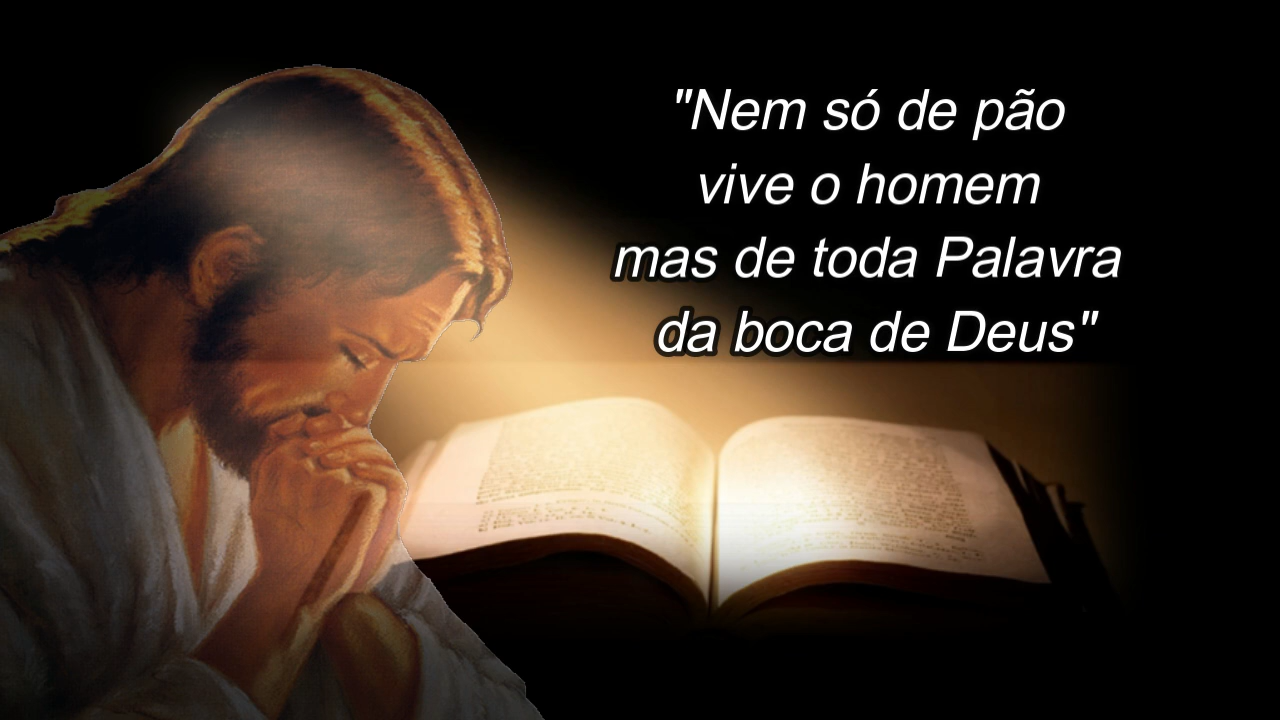 "Nem só de pão
vive o homem
mas de toda Palavra
da boca de Deus"